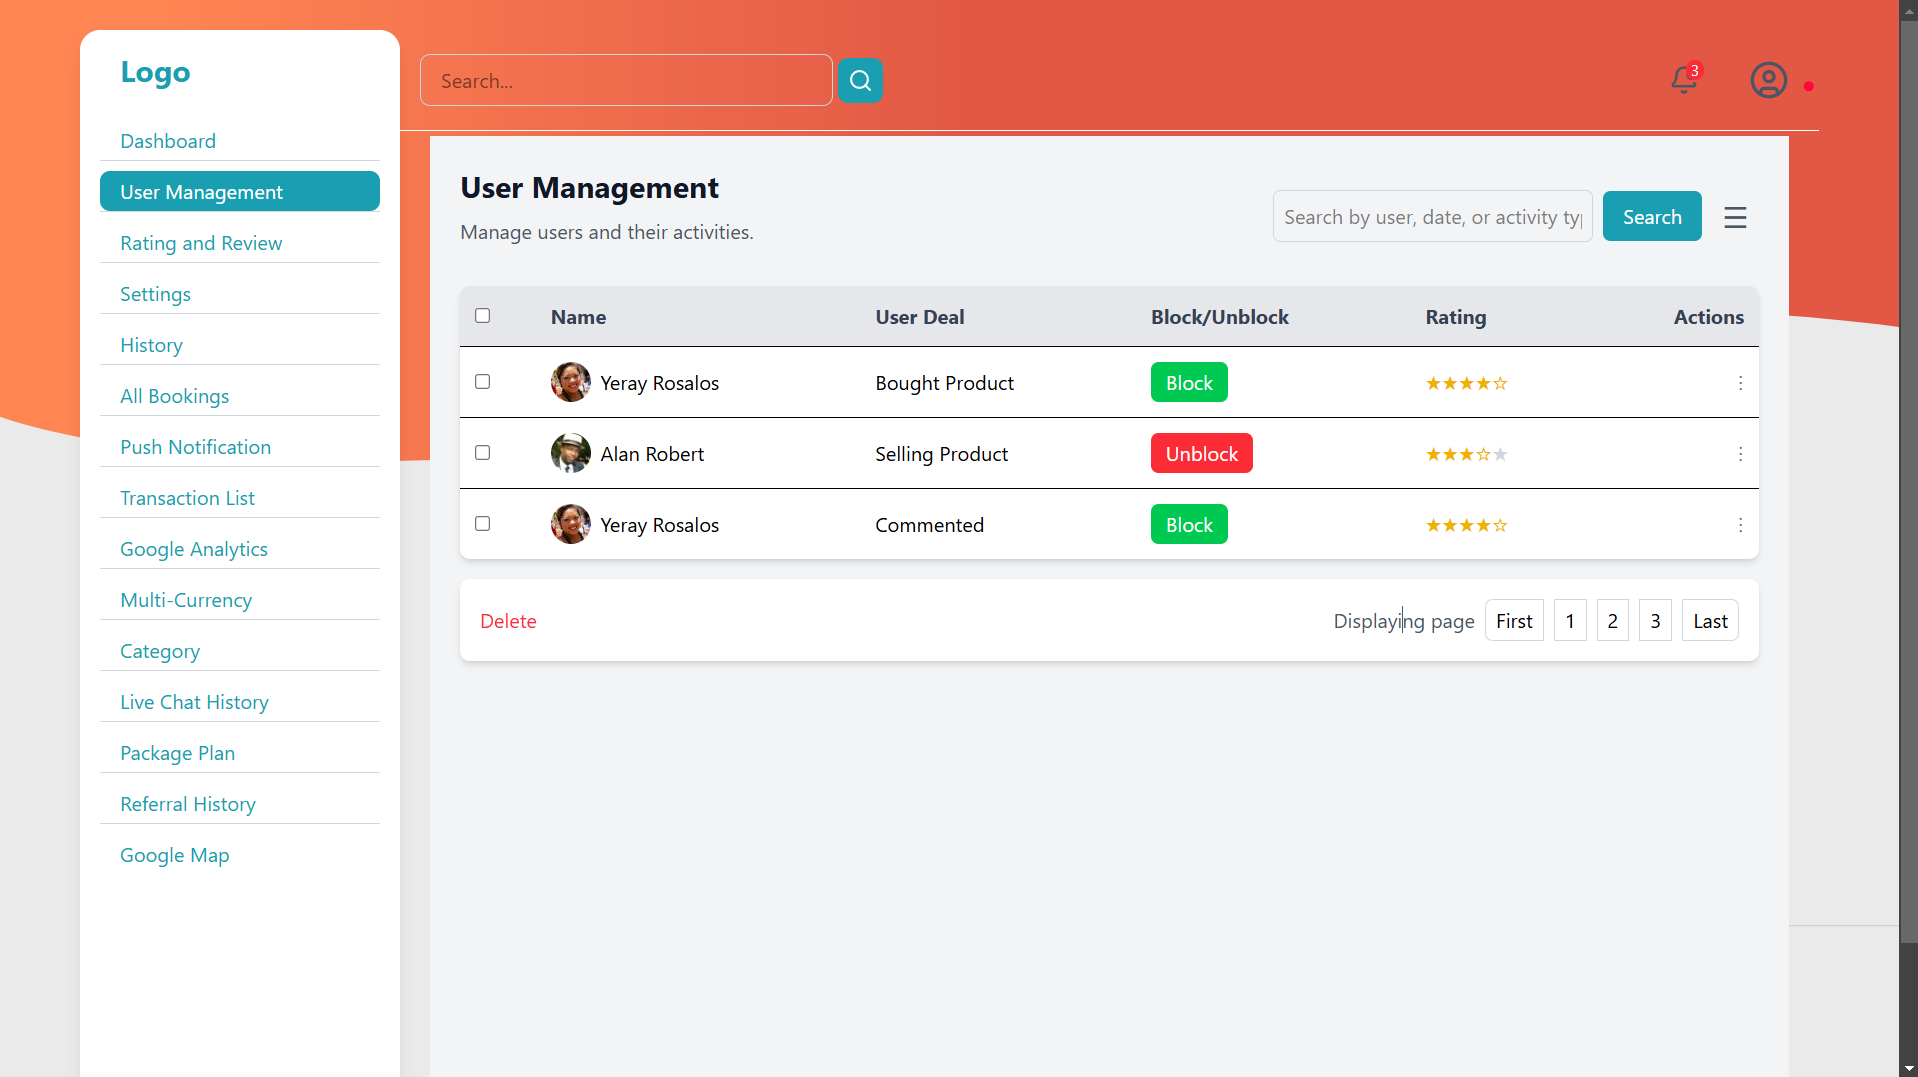 Logo
Search...
3
Dashboard
User Management
Rating and Review
Settings
History
All Bookings
Push Notification
Transaction List
Google Analytics
Multi-Currency
Category
Live Chat History
Package Plan
Referral History
Google Map
User Management
Manage users and their activities.
Search by user, date, or activity typ
Search
Name User Deal Block/Unblock Rating Actions
Yeray Rosalos Bought Product Block
Alan Robert Selling Product Unblock
Yeray Rosalos Commented Block
Delete Displaying page First 1 2 3 Last